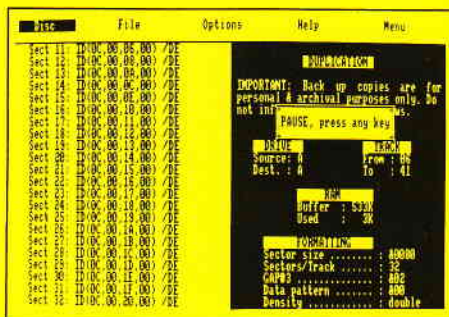 Disc File Options Help Menu
Sect 11: ID(0C,00,06,00) /DE
Sect 12: ID(0C,00,08,00) /DE
Sect 13: ID(0C,00,0A,00) /DE
Sect 14: ID(0C,00,0C,00) /DE
Sect 15: ID(0C,00,0E,00) /DE
Sect 16: ID(0C,00,10,00) /DE
Sect 17: ID(0C,00,11,00) /DE
Sect 18: ID(0C,00,12,00) /DE
Sect 19: ID(0C,00,13,00) /DE
Sect 20: ID(0C,00,14,00) /DE
Sect 21: ID(0C,00,15,00) /DE
Sect 22: ID(0C,00,16,00) /DE
Sect 23: ID(0C,00,17,00) /DE
Sect 24: ID(0C,00,18,00) /DE
Sect 25: ID(0C,00,19,00) /DE
Sect 26: ID(0C,00,1A,00) /DE
Sect 27: ID(0C,00,1B,00) /DE
Sect 28: ID(0C,00,1C,00) /DE
Sect 29: ID(0C,00,1D,00) /DE
Sect 30: ID(0C,00,1E,00) /DE
Sect 31: ID(0C,00,1F,00) /DE
Sect 32: ID(0C,00,20,00) /DE
DUPLICATION
IMPORTANT: Back up copies are for
personal & archival purposes only. Do
not
PAUSE, press any key
DRIVE TRACK
Source: A From : 06
Dest. : A To : 41
RAM
Buffer : 533K
Used : 3K
FORMATTING
Sector size ........ : &0000
Sectors/Track ...... : 32
GAP#3 .............. : &02
Data pattern ....... : &00
Density ............ : double